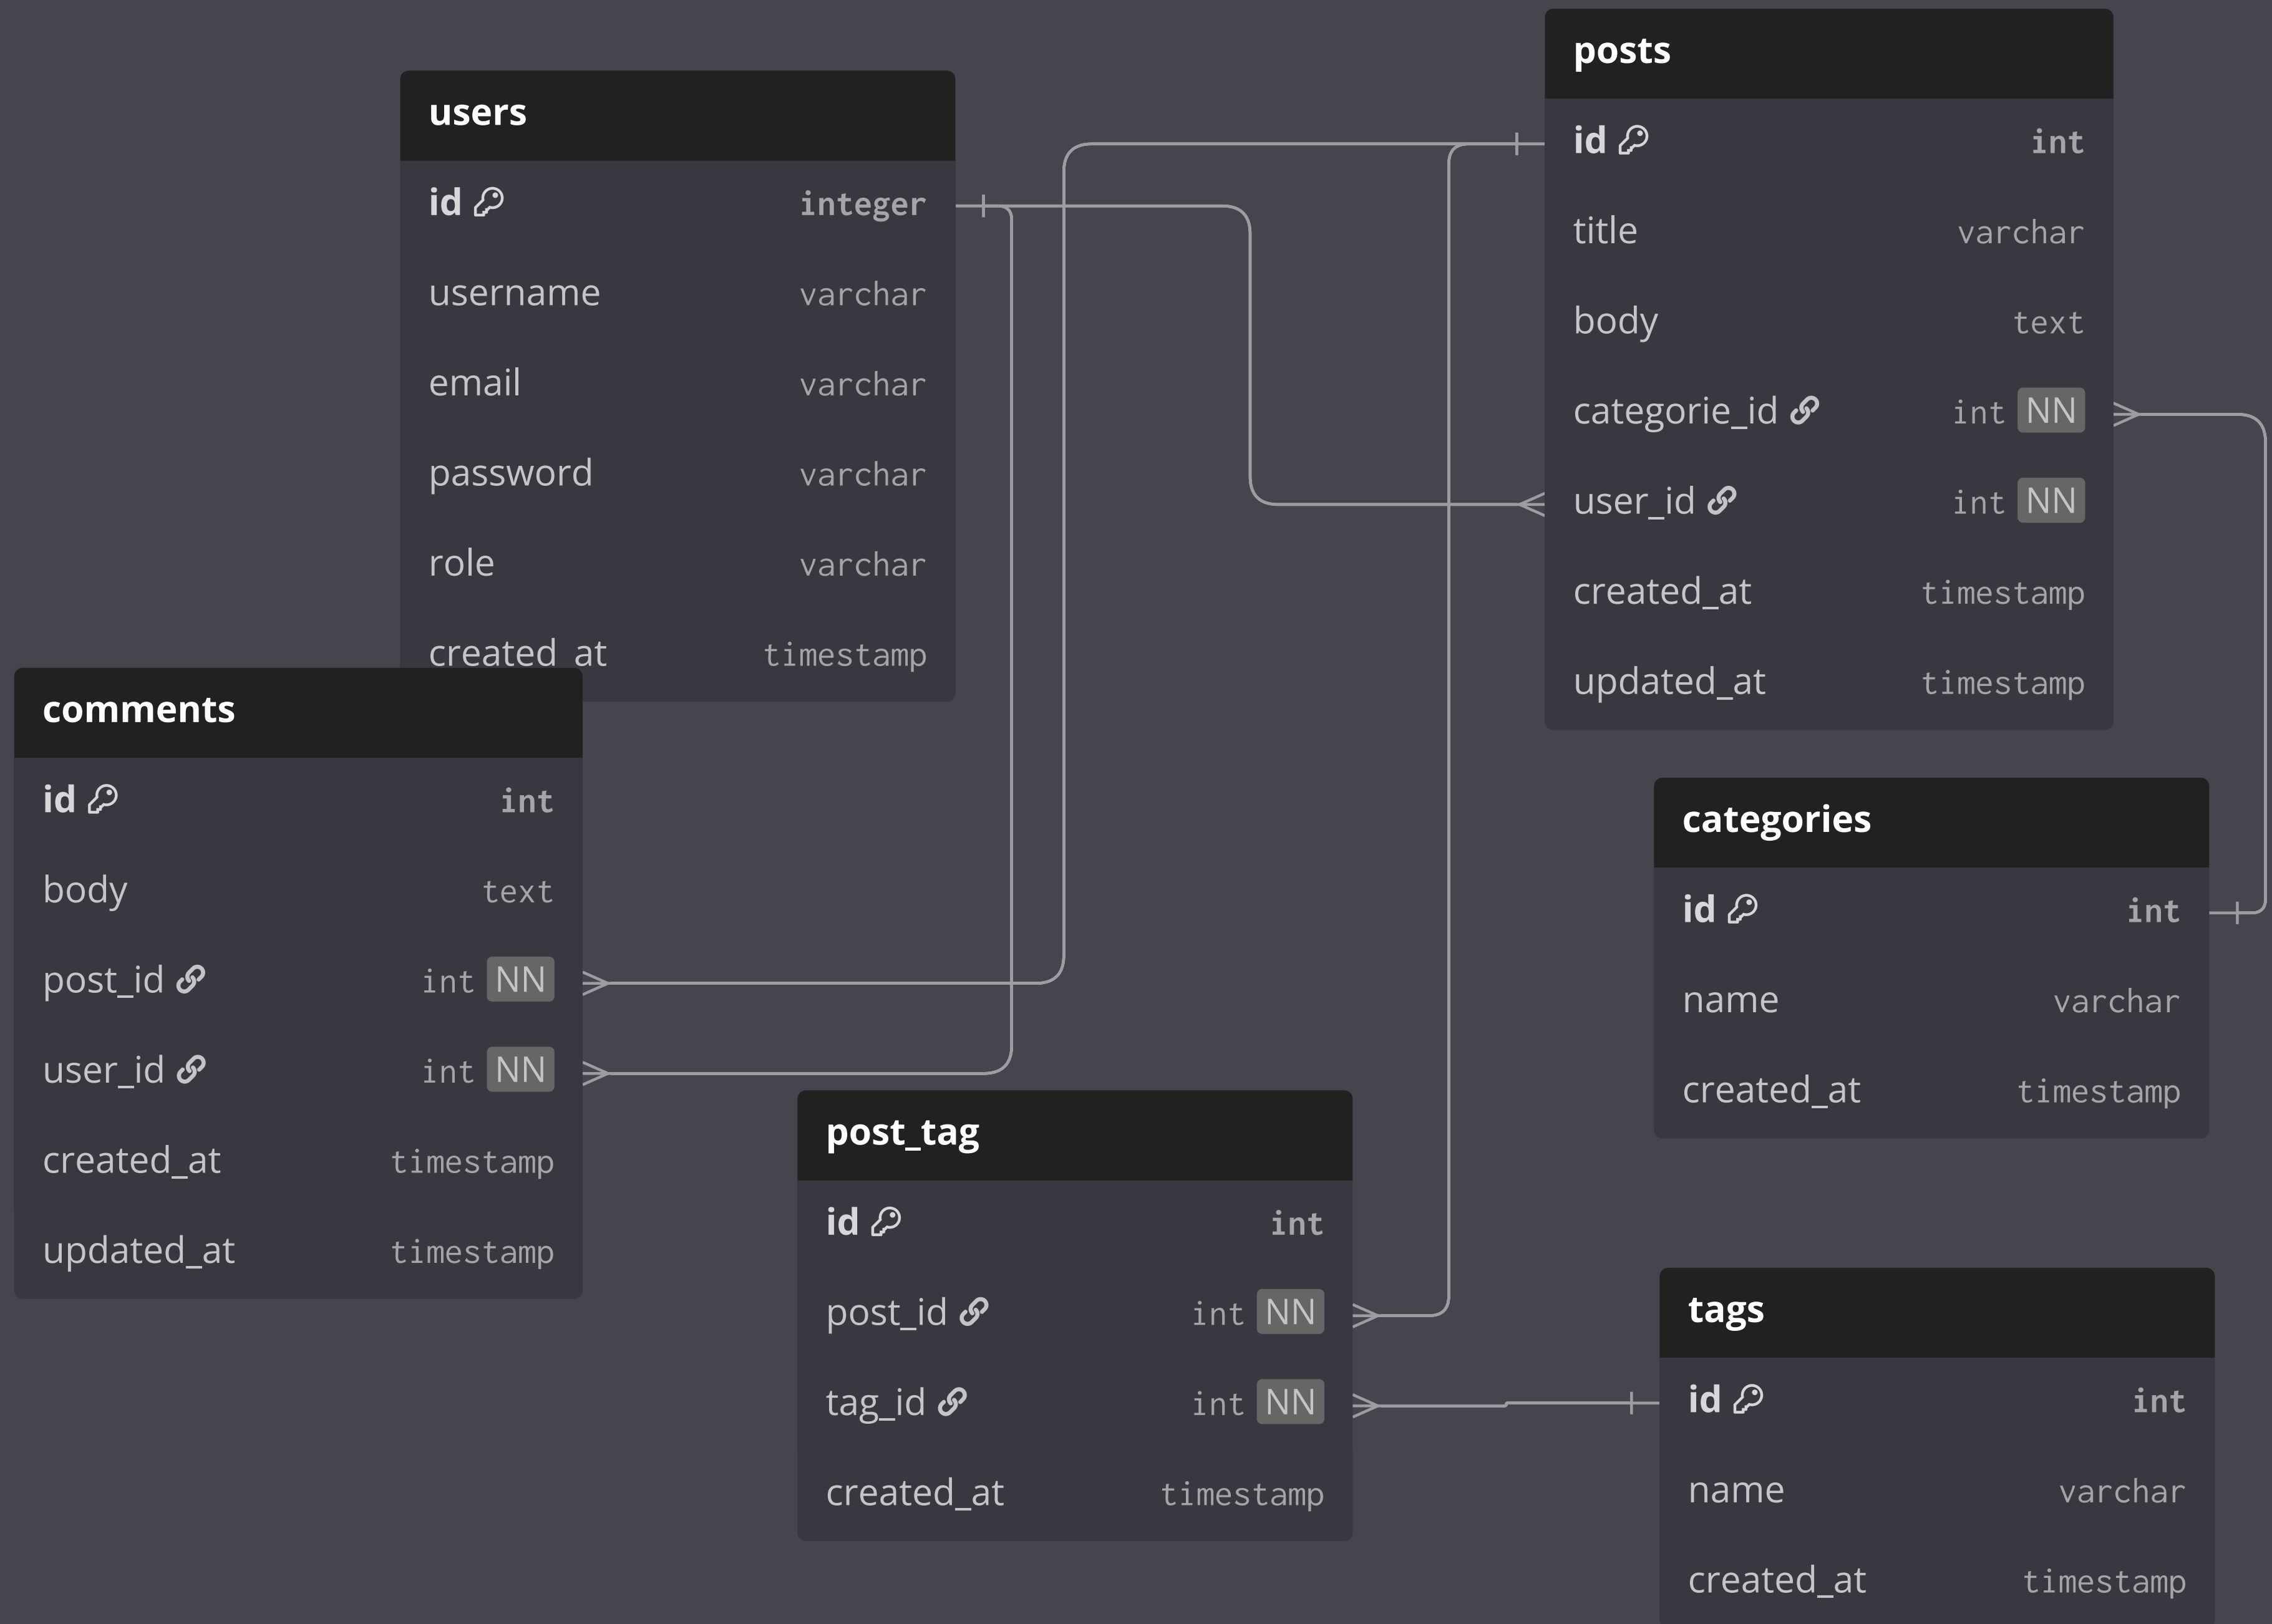 users
id integer
username varchar
email varchar
password varchar
role varchar
created_at timestamp
posts
id int
title varchar
body text
categorie_id int NN
user_id int NN
created_at timestamp
updated_at timestamp
comments
id int
body text
post_id int NN
user_id int NN
created_at timestamp
updated_at timestamp
categories
id int
name varchar
created_at timestamp
post_tag
id int
post_id int NN
tag_id int NN
created_at timestamp
tags
id int
name varchar
created_at timestamp